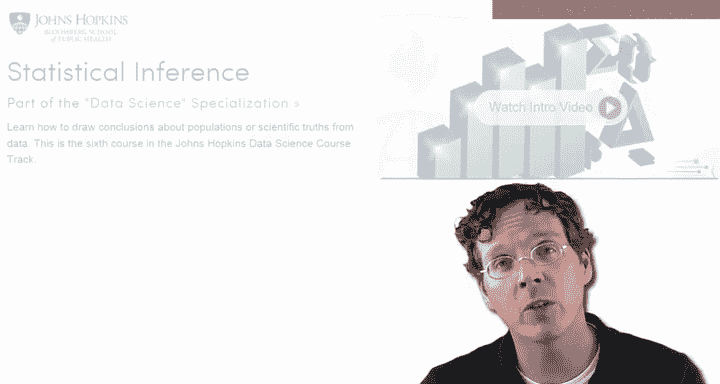 JOHNS HOPKINS
BLOOMBERG SCHOOL
of PUBLIC HEALTH
Statistical Inference
Part of the "Data Science" Specialization »
Learn how to draw conclusions about populations or scientific truths from
data. This is the sixth course in the Johns Hopkins Data Science Course
Track.
Watch Intro Video